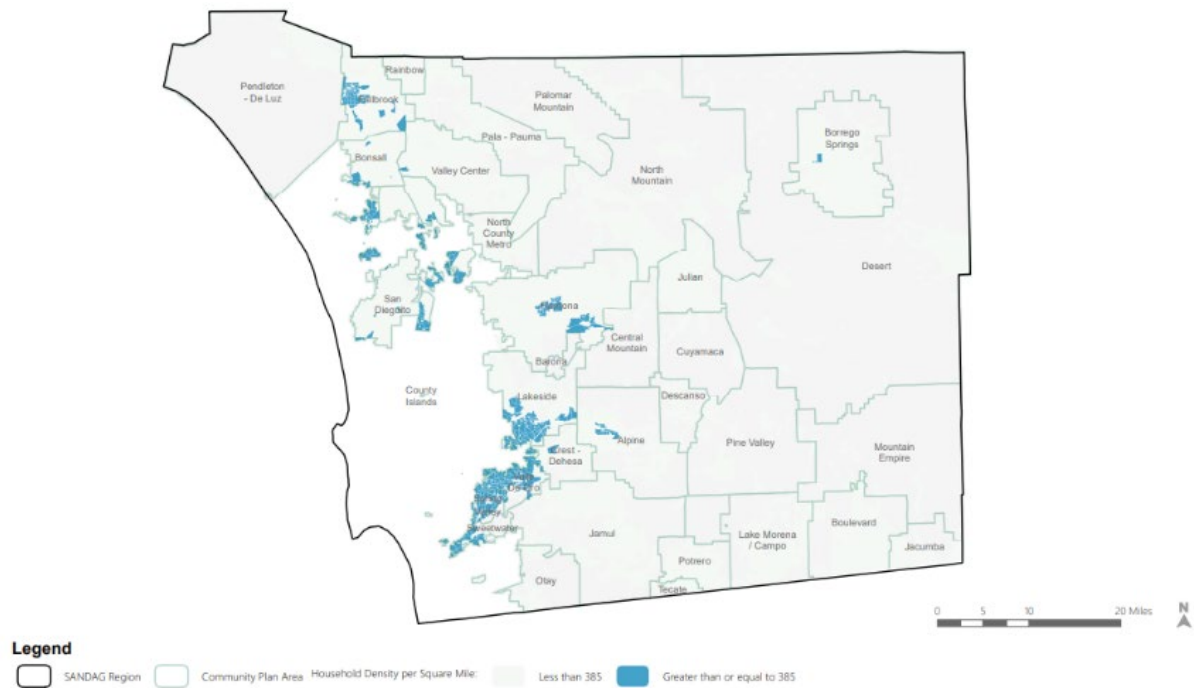 Pendleton
- De Luz
Rainbow
Fallbrook
Palomar
Mountain
Borrego
Springs
Pala - Pauma
Bonsall
Valley Center
North
Mountain
North
County
Metro
Desert
Julian
San
Dieguito
Ramona
Central
Mountain
Cuyamaca
Barona
County
Islands
Lakeside
Descanso
Alpine
Pine Valley
Mountain
Empire
Crest -
Dehesa
Valle
De Oro
Spring
Valley
Sweetwater
Jamul
Lake Morena
/ Campo
Boulevard
Jacumba
Potrero
Otay
Tecate
0 5 10 20 Miles
N
Legend
SANDAG Region Community Plan Area Household Density per Square Mile: Less than 385 Greater than or equal to 385